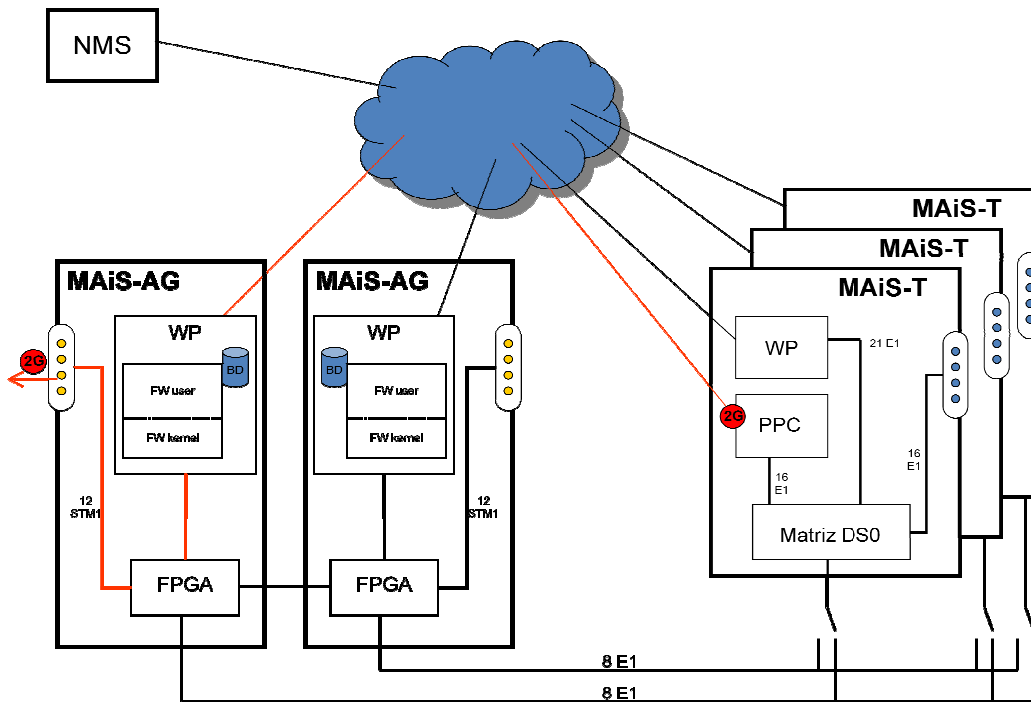 NMS
MAiS-T
MAiS-T
MAiS-T
MAiS-AG
MAiS-AG
WP
BD
FW user
FW kernel
WP
BD
FW user
FW kernel
2G
12
STM1
12
STM1
FPGA
FPGA
WP
21 E1
2G
PPC
16
E1
16
E1
Matriz DS0
8 E1
8 E1